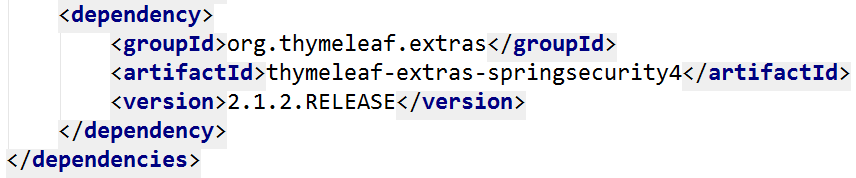 <dependency>
<groupId>org.thymeleaf.extras</groupId>
<artifactId>thymeleaf-extras-springsecurity4</artifactId>
<version>2.1.2.RELEASE</version>
</dependency>
</dependencies>